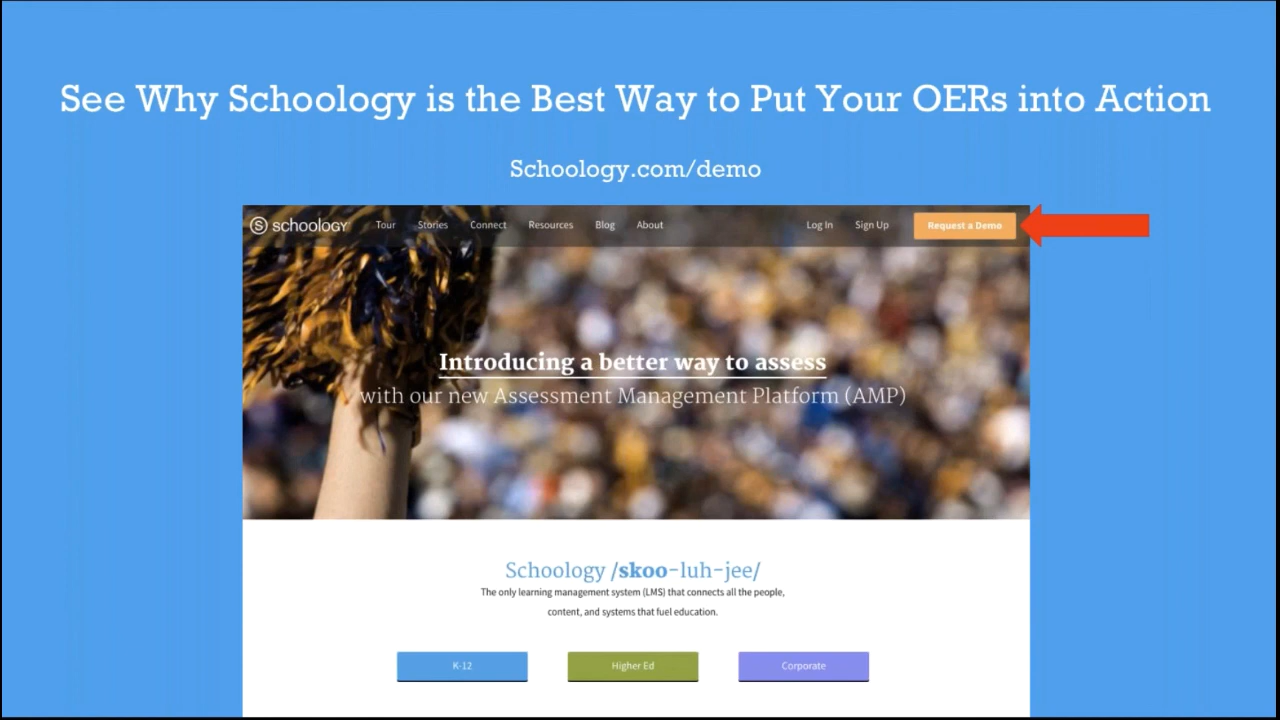 See Why Schoology is the Best Way to Put Your OERs into Action
Schoology.com/demo
S schoology Tour Stories Connect Resources Blog About Log In Sign Up Request a Demo
Introducing a better way to assess
with our new Assessment Management Platform (AMP)
Schoology /skoo-luh-jee/
The only learning management system (LMS) that connects all the people,
content, and systems that fuel education.
K-12 Higher Ed Corporate